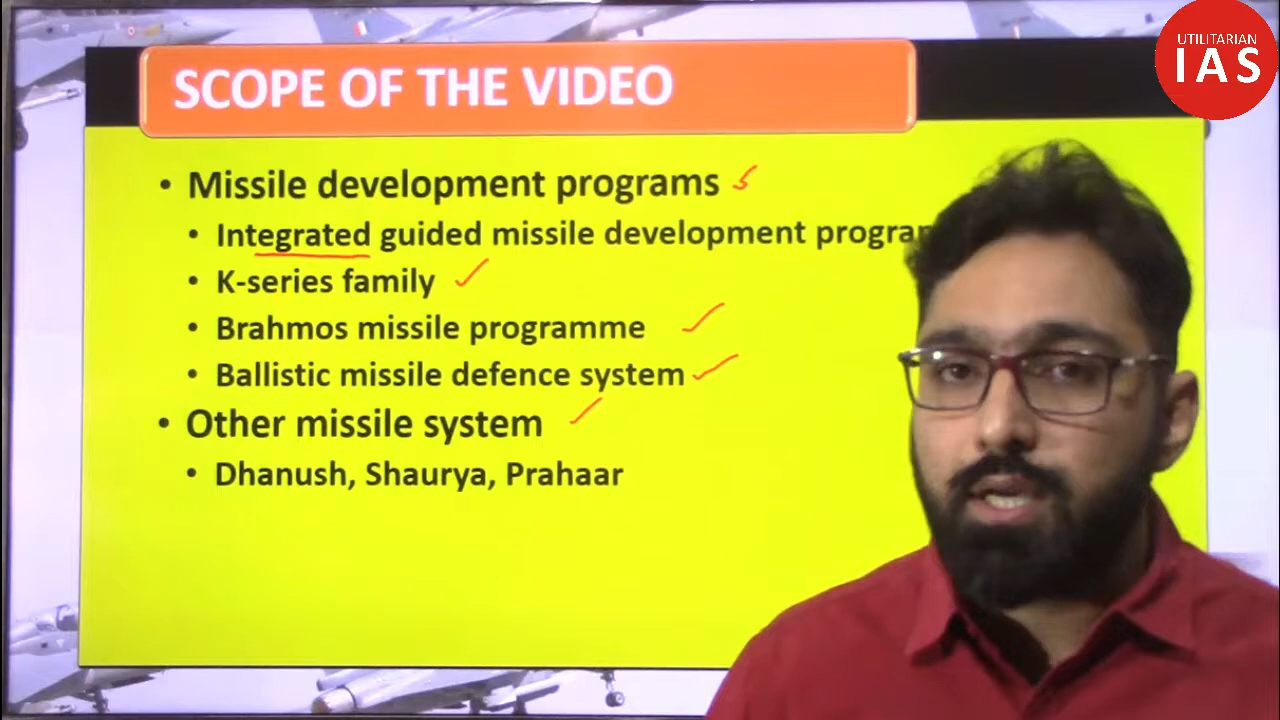 UTILITARIAN
IAS
SCOPE OF THE VIDEO
• Missile development programs
• Integrated guided missile development program
• K-series family
• Brahmos missile programme
• Ballistic missile defence system
• Other missile system
• Dhanush, Shaurya, Prahaar